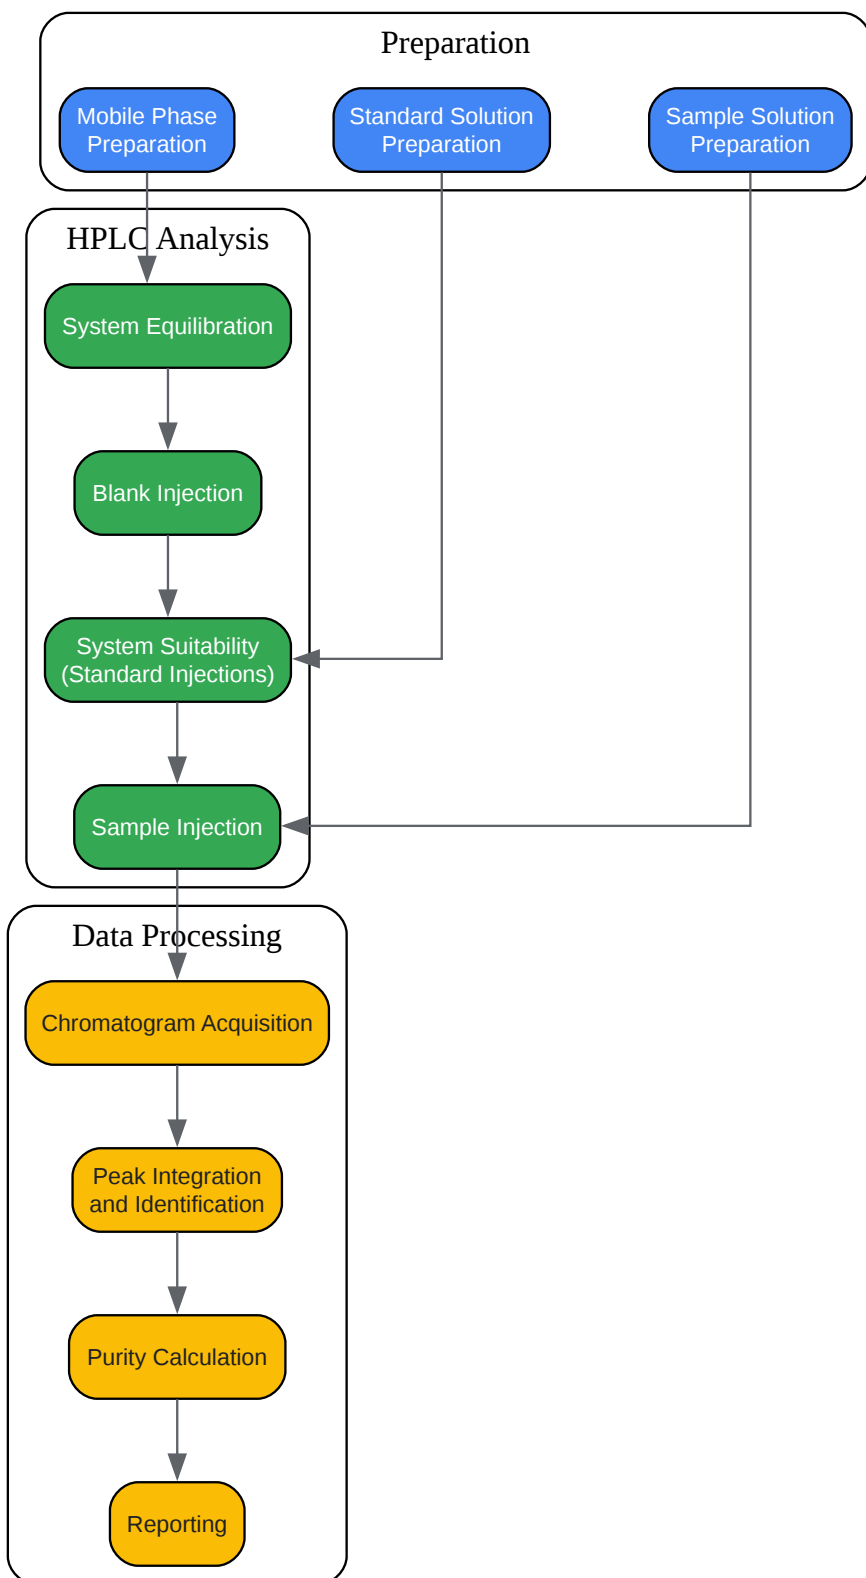 Preparation
Mobile Phase
Preparation
Standard Solution
Preparation
Sample Solution
Preparation
HPLC Analysis
System Equilibration
Blank Injection
System Suitability
(Standard Injections)
Sample Injection
Data Processing
Chromatogram Acquisition
Peak Integration
and Identification
Purity Calculation
Reporting